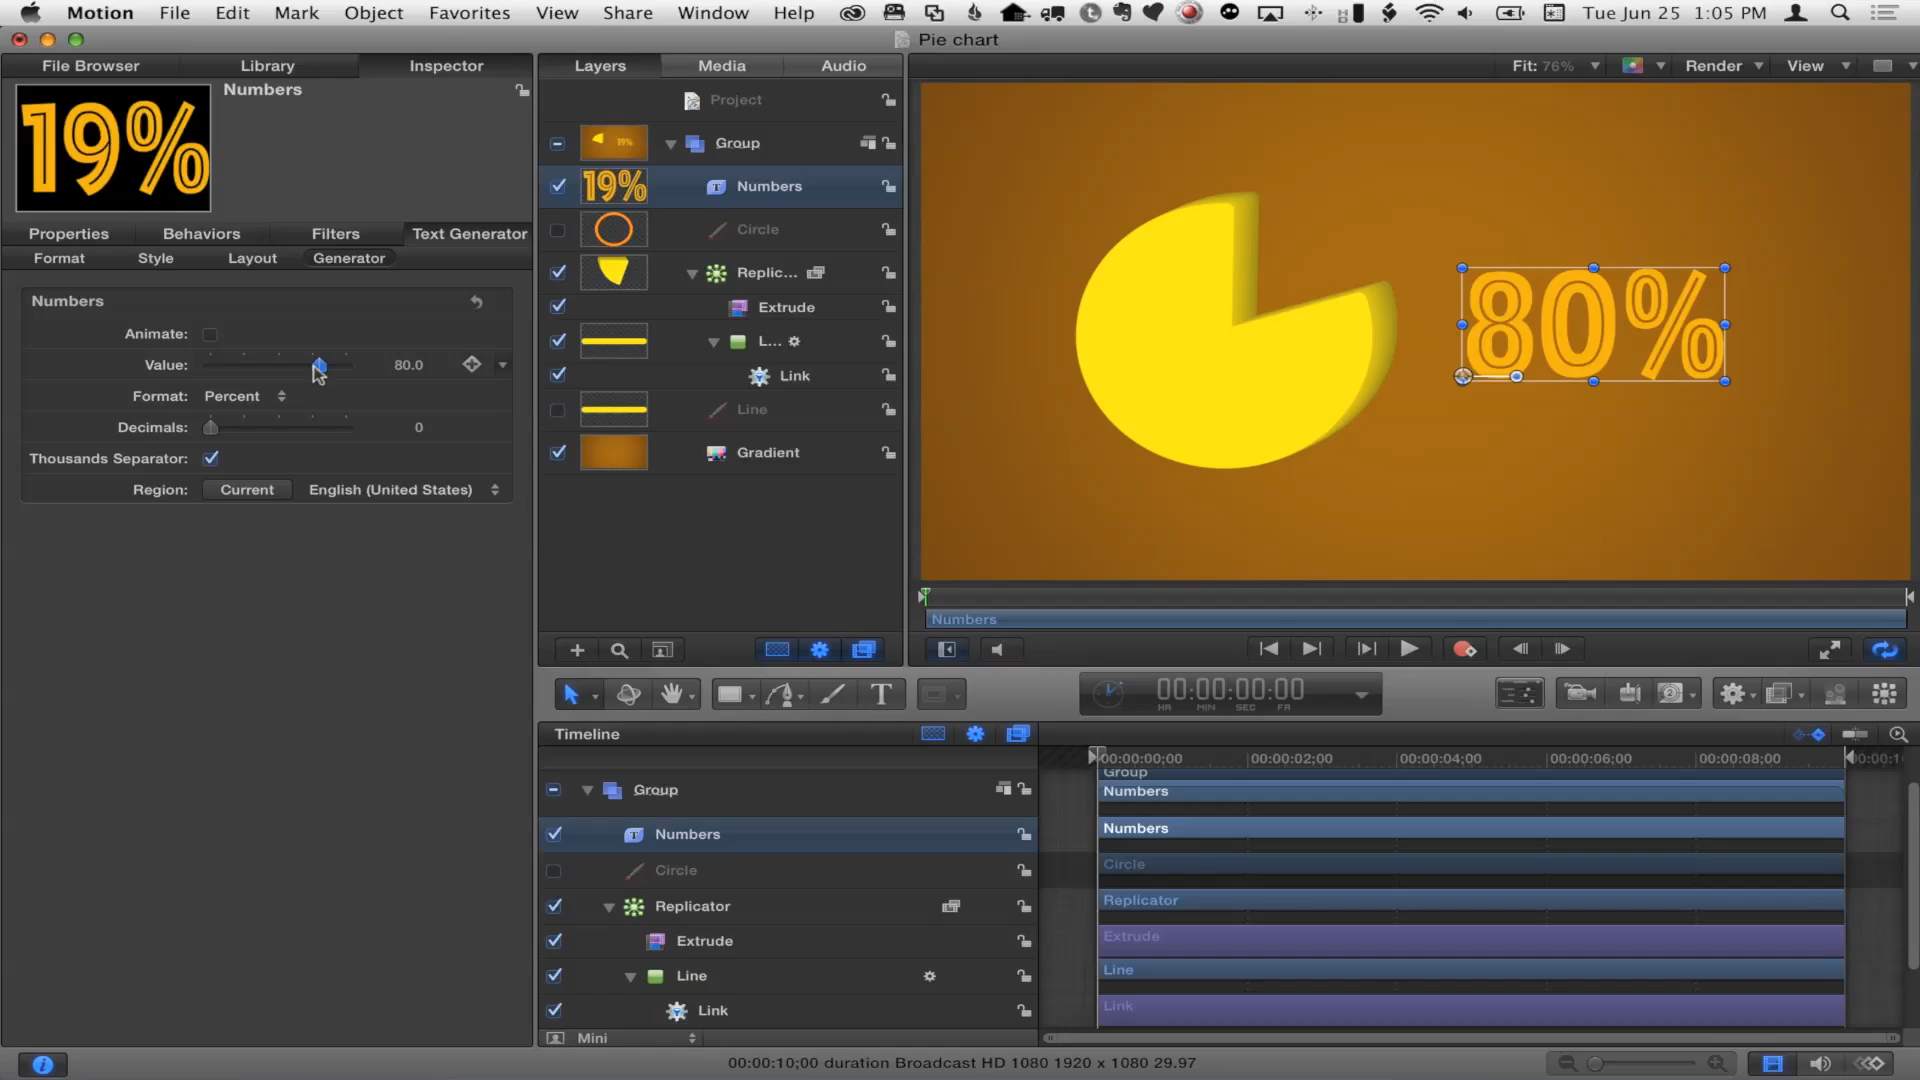 Motion File Edit Mark Object Favorites View Share Window Help Tue Jun 25 1:05 PM
Pie chart
File Browser Library Inspector
Layers Media Audio
Fit: 76% Render View
Numbers
19%
Project
Group
19% Numbers
Circle
Replic...
Extrude
L...
Link
Line
Gradient
Properties Behaviors Filters Text Generator
Format Style Layout Generator
Numbers
Animate:
Value: 80.0
Format: Percent
Decimals: 0
Thousands Separator:
Region: Current English (United States)
80%
Numbers
00:00:00:00
HR MIN SEC FR
Timeline
00:00:00;00 00:00:02;00 00:00:04;00 00:00:06;00 00:00:08;00
Group
Group
Numbers
Numbers
Numbers
Circle
Circle
Replicator
Replicator
Extrude
Extrude
Line
Line
Link
Link
Mini
00:00:10;00 duration Broadcast HD 1080 1920 x 1080 29.97